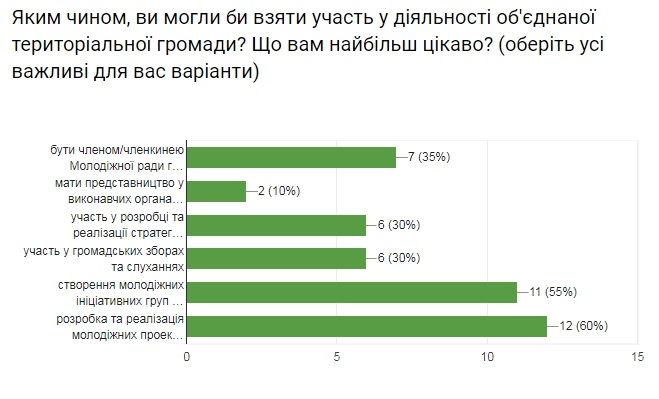 Яким чином, ви могли би взяти участь у діяльності об'єднаної
територіальної громади? Що вам найбільш цікаво? (оберіть усі
важливі для вас варіанти)
бути членом/членкинею
Молодіжної ради г…
7 (35%)
мати представництво у
виконавчих органа…
2 (10%)
участь у розробці та
реалізації стратег…
6 (30%)
участь у громадських зборах
та слуханнях
6 (30%)
створення молодіжних
ініціативних груп …
11 (55%)
розробка та реалізація
молодіжних проек…
12 (60%)
0 5 10 15